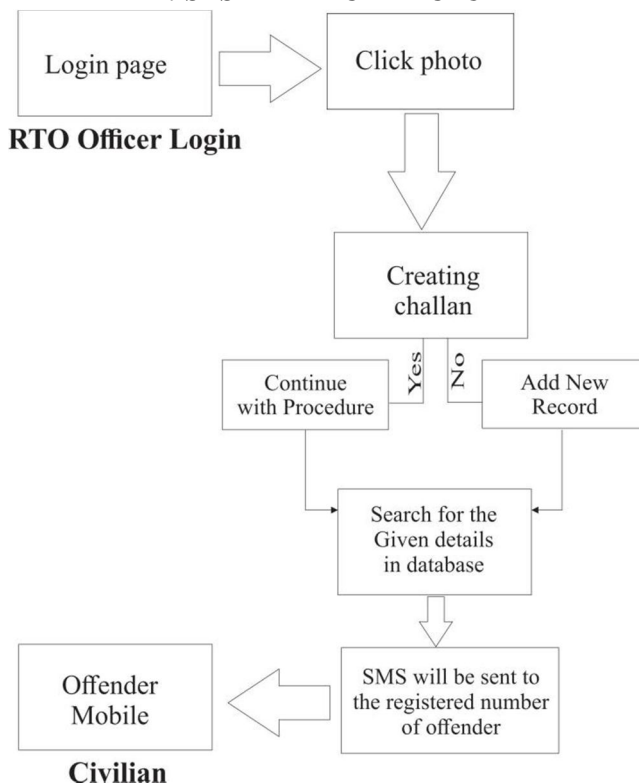 Login page
Click photo
RTO Officer Login
Creating
challan
Yes
No
Continue
with Procedure
Add New
Record
Search for the
Given details
in database
SMS will be sent to
the registered number
of offender
Offender
Mobile
Civilian